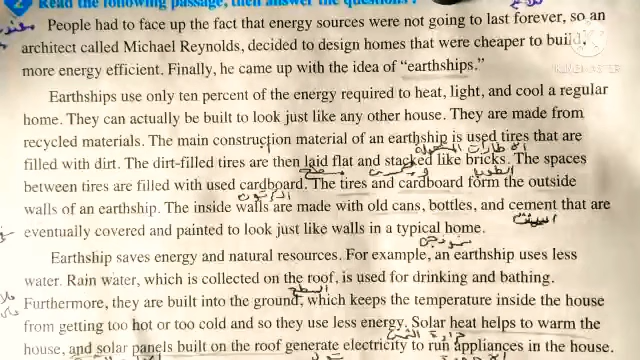 2 Read the following passage, then answer the questions :
People had to face up the fact that energy sources were not going to last forever, so an
architect called Michael Reynolds, decided to design homes that were cheaper to build,
more energy efficient. Finally, he came up with the idea of "earthships."
Earthships use only ten percent of the energy required to heat, light, and cool a regular
home. They can actually be built to look just like any other house. They are made from
recycled materials. The main construction material of an earthship is used tires that are
filled with dirt. The dirt-filled tires are then laid flat and stacked like bricks. The spaces
between tires are filled with used cardboard. The tires and cardboard form the outside
walls of an earthship. The inside walls are made with old cans, bottles, and cement that are
eventually covered and painted to look just like walls in a typical home.
Earthship saves energy and natural resources. For example, an earthship uses less
water. Rain water, which is collected on the roof, is used for drinking and bathing.
السطح
Furthermore, they are built into the ground, which keeps the temperature inside the house
from getting too hot or too cold and so they use less energy. Solar heat helps to warm the
house, and solar panels built on the roof generate electricity to run appliances in the house.
KINEMASTER